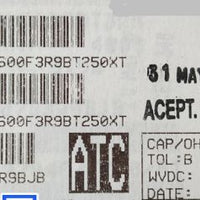 600F3R9BT250XT
31 MAY
600F3R9BT250XT
ACEPT.
R9BJB
ATC
CAP/OH
TOL:B
WVDC:
DATE: